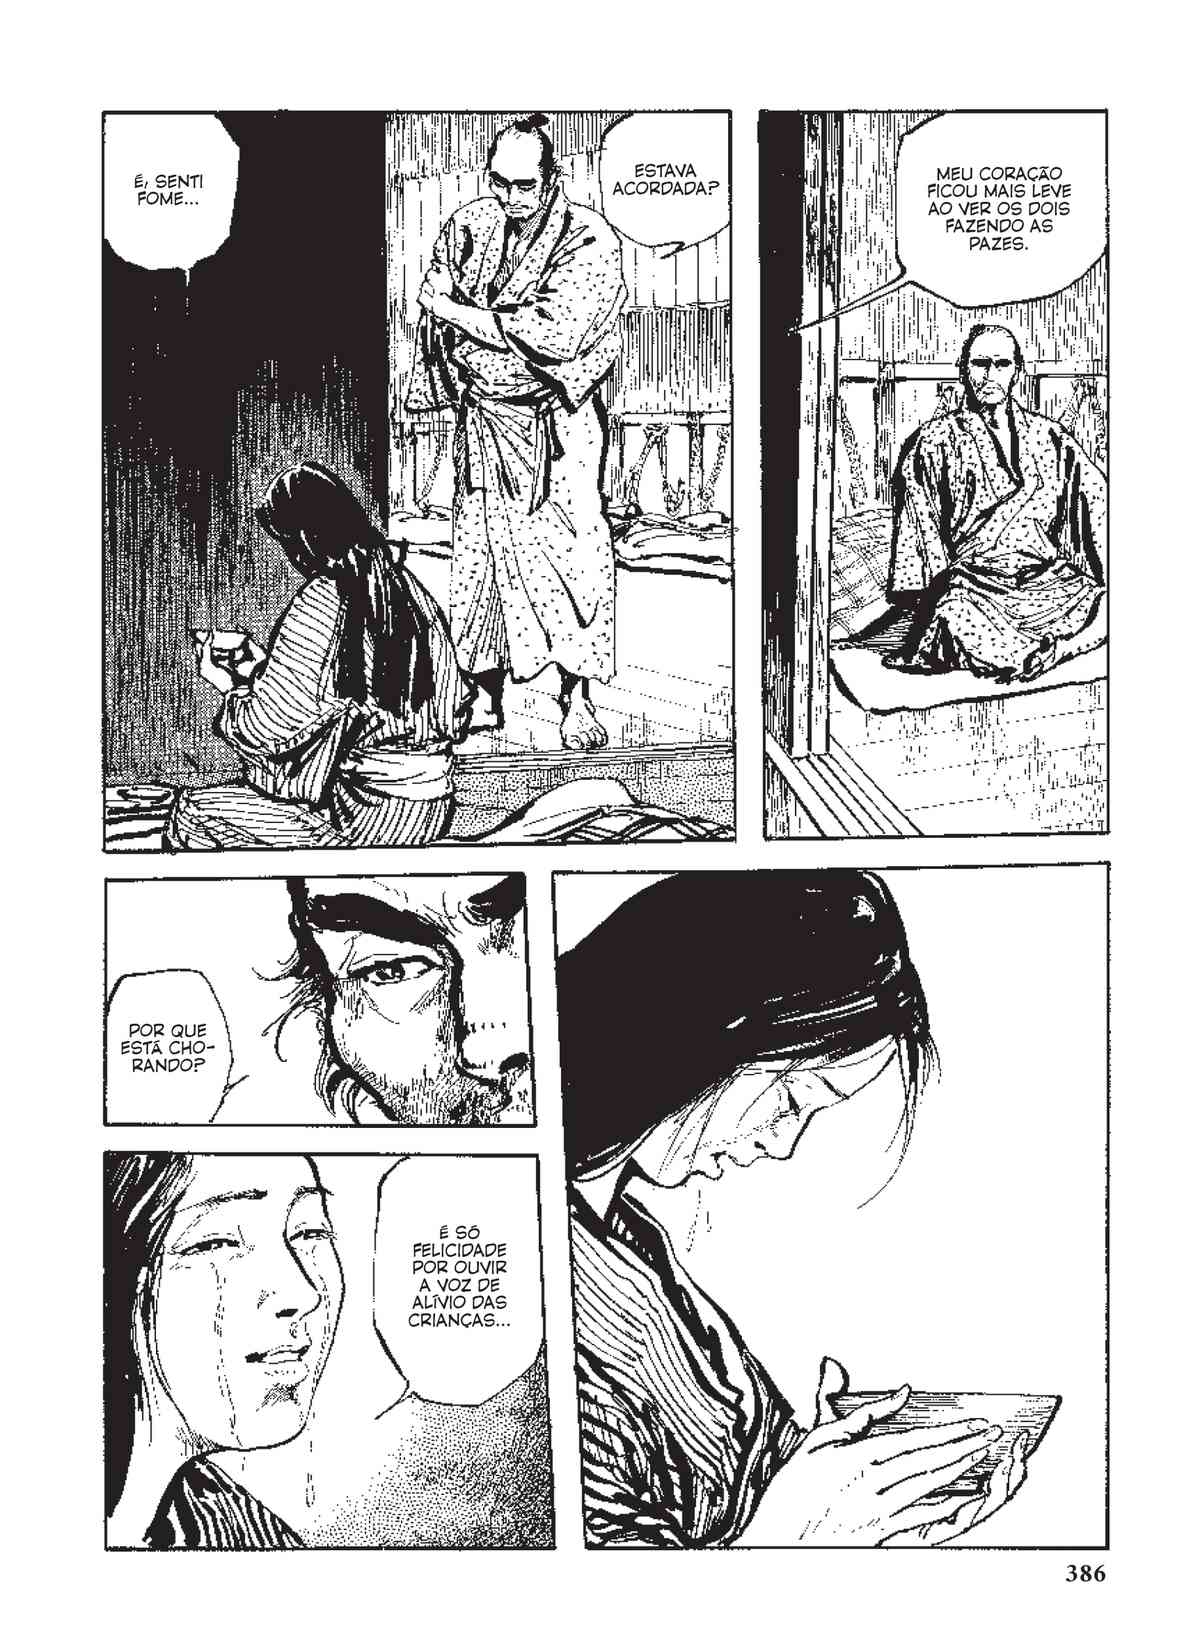 MEU CORAÇÃO
FICOU MAIS LEVE
AO VER OS DOIS
FAZENDO AS
PAZES.
ESTAVA
ACORDADA?
É, SENTI
FOME...
POR QUE
ESTÁ CHO-
RANDO?
É SÓ
FELICIDADE
POR OUVIR
A VOZ DE
ALÍVIO DAS
CRIANÇAS...
386